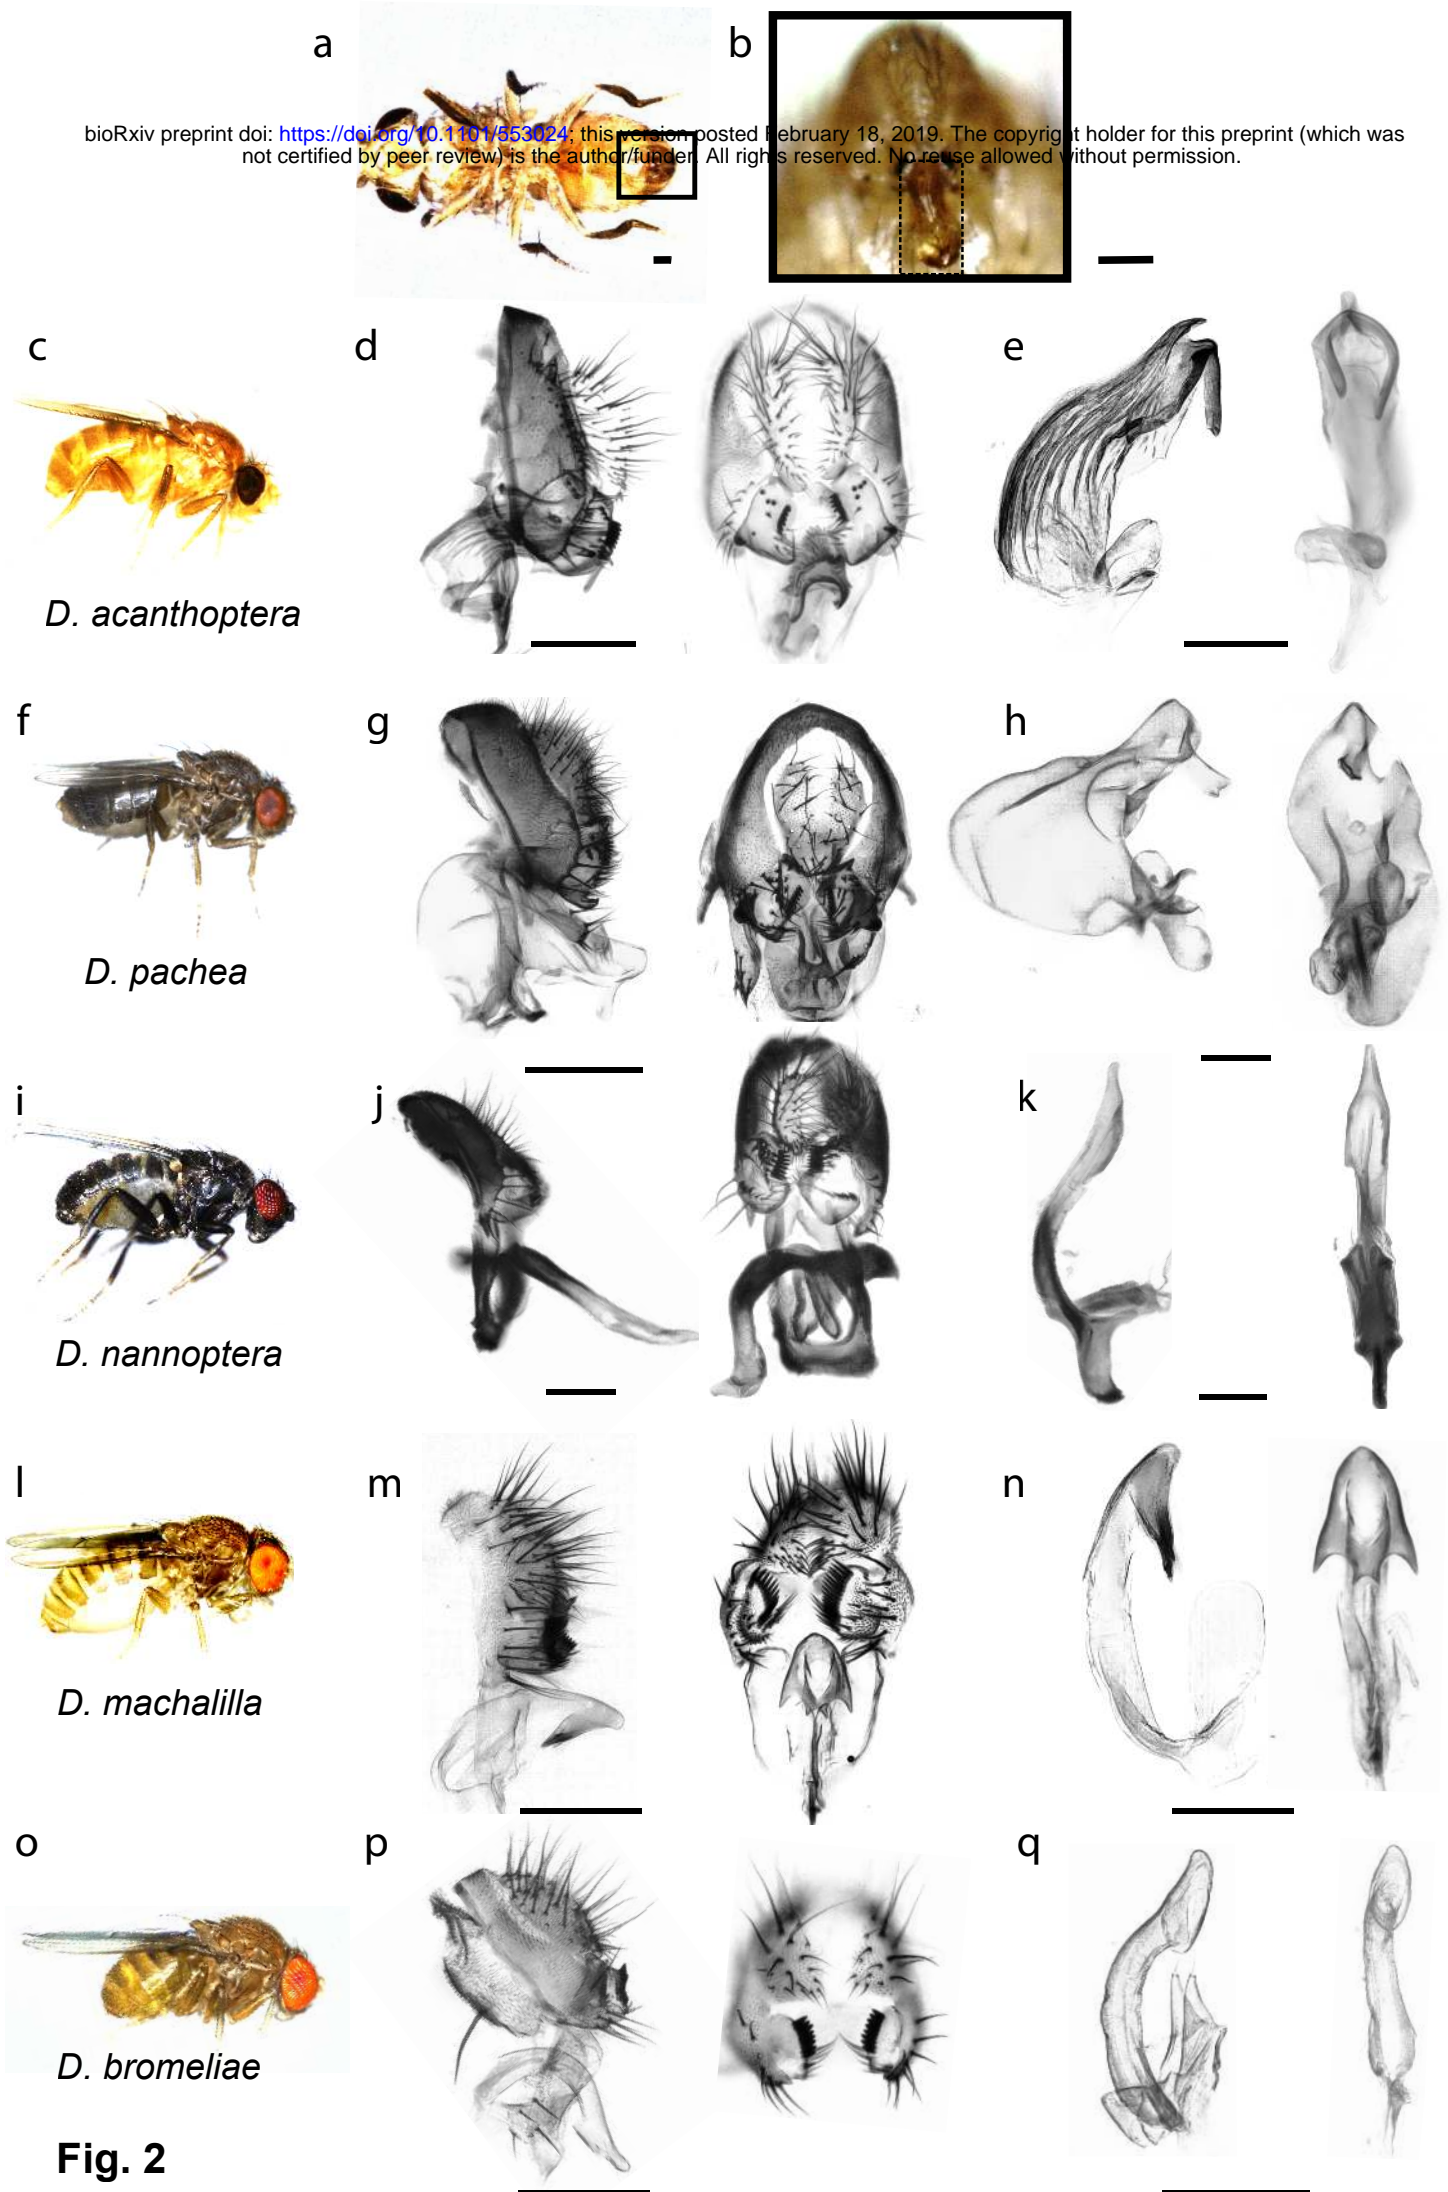 a
b
bioRxiv preprint doi: https://doi.org/10.1101/553024; this version posted February 18, 2019. The copyright holder for this preprint (which was
not certified by peer review) is the author/funder. All rights reserved. No reuse allowed without permission.
c
d
e
D. acanthoptera
f
g
h
D. pachea
i
j
k
D. nannoptera
l
m
n
D. machalilla
o
p
q
D. bromeliae
Fig. 2